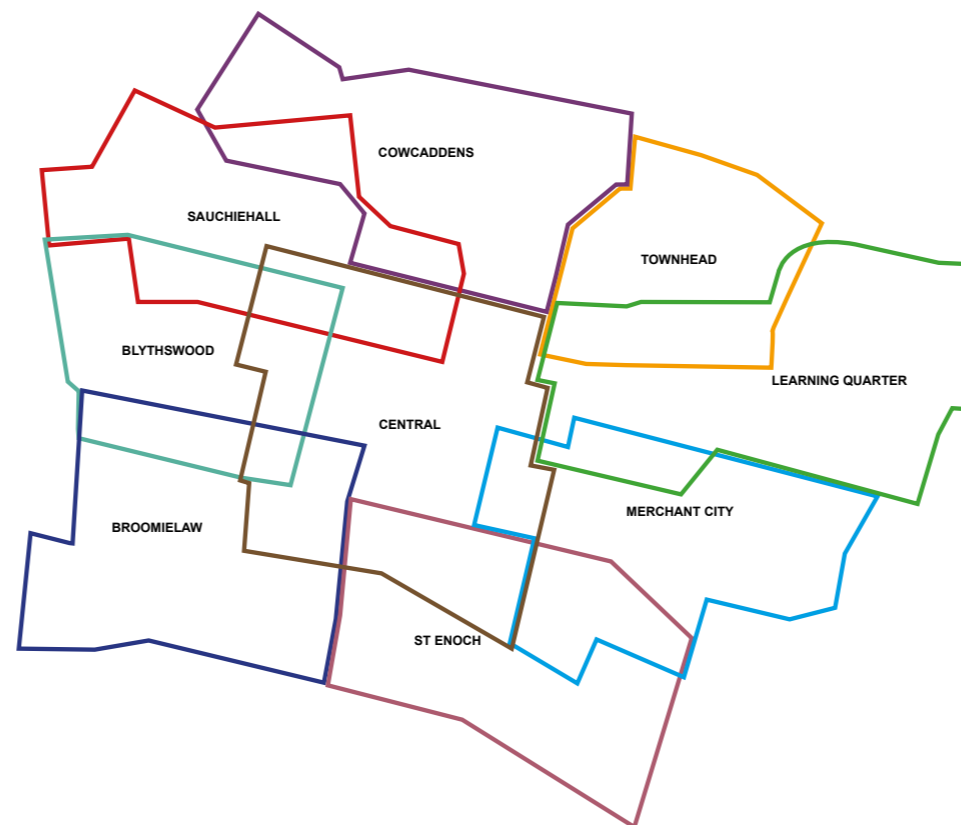 COWCADDENS
SAUCHIEHALL
TOWNHEAD
BLYTHSWOOD
LEARNING QUARTER
CENTRAL
MERCHANT CITY
BROOMIELAW
ST ENOCH